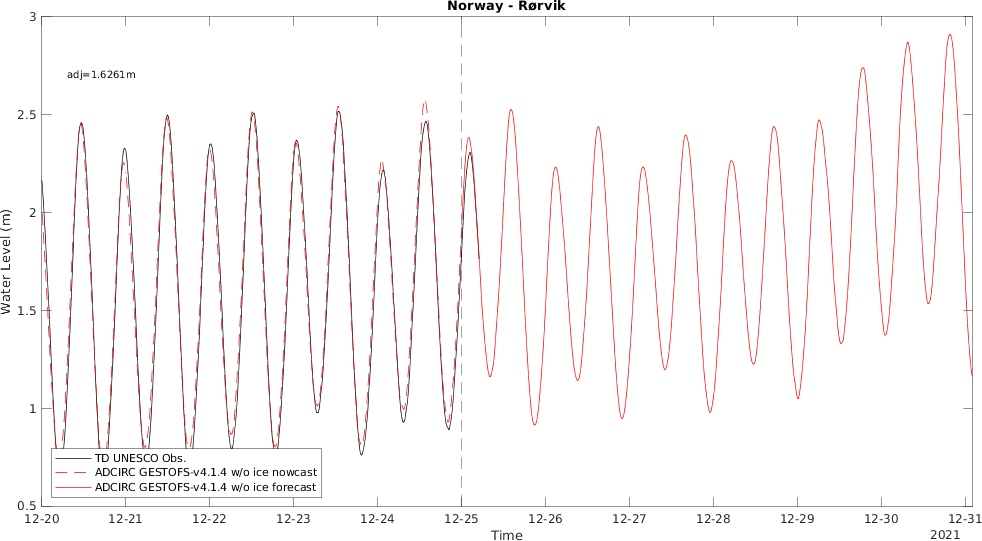 Norway - Rørvik
3
2.5
2
1.5
1
0.5
Water Level (m)
adj=1.6261m
TD UNESCO Obs.
ADCIRC GESTOFS-v4.1.4 w/o ice nowcast
ADCIRC GESTOFS-v4.1.4 w/o ice forecast
12-20 12-21 12-22 12-23 12-24 12-25 12-26 12-27 12-28 12-29 12-30 12-31
Time
2021